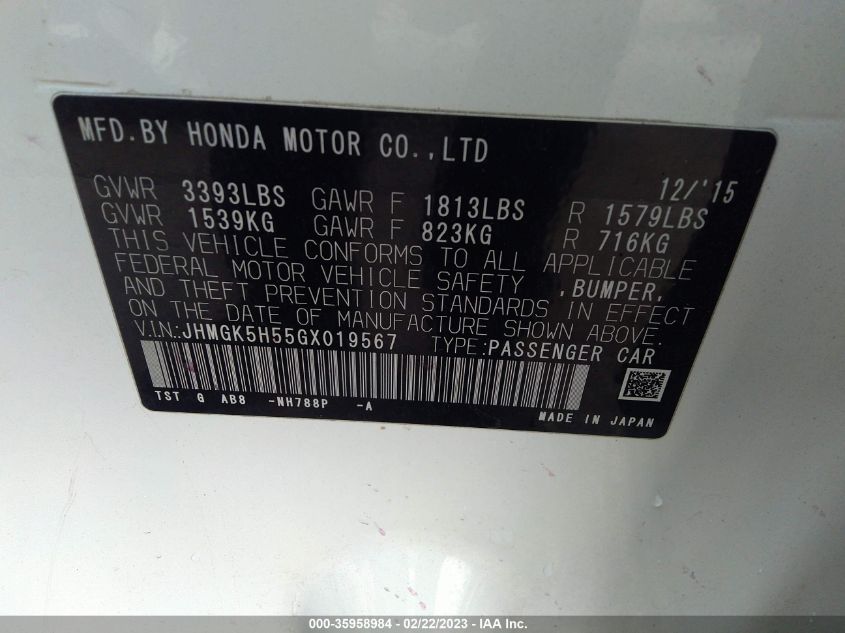 MFD.BY HONDA MOTOR CO.,LTD
12/'15
GVWR 3393LBS GAWR F 1813LBS R 1579LBS
GVWR 1539KG GAWR F 823KG R 716KG
THIS VEHICLE CONFORMS TO ALL APPLICABLE
FEDERAL MOTOR VEHICLE SAFETY ,BUMPER,
AND THEFT PREVENTION STANDARDS IN EFFECT
ON THE DATE OF MANUFACTURE SHOWN ABOVE.
V.IN.:JHMGK5H55GX019567 TYPE:PASSENGER CAR
TST G AB8 -NH788P -A
MADE IN JAPAN
000-35958984 - 02/22/2023 - © IAA Inc.